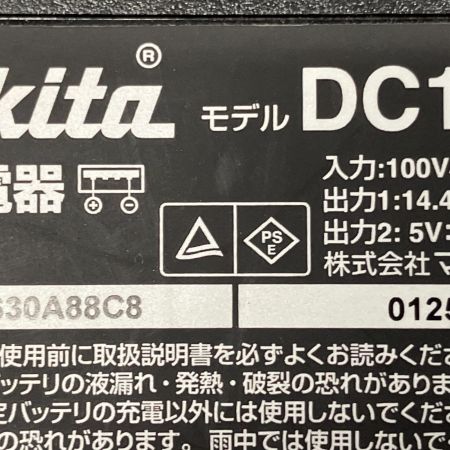 kita ® モデル DC1
電器
入力:100V
出力1:14.4
出力2: 5V
株式会社マ
PS
E
630A88C8
0125
使用前に取扱説明書を必ずよくお読みくだ
バッテリの液漏れ・発熱・破裂の恐れがありま
定バッテリの充電以外には使用しないでくだ
の恐れがあります。 雨中では使用しないで